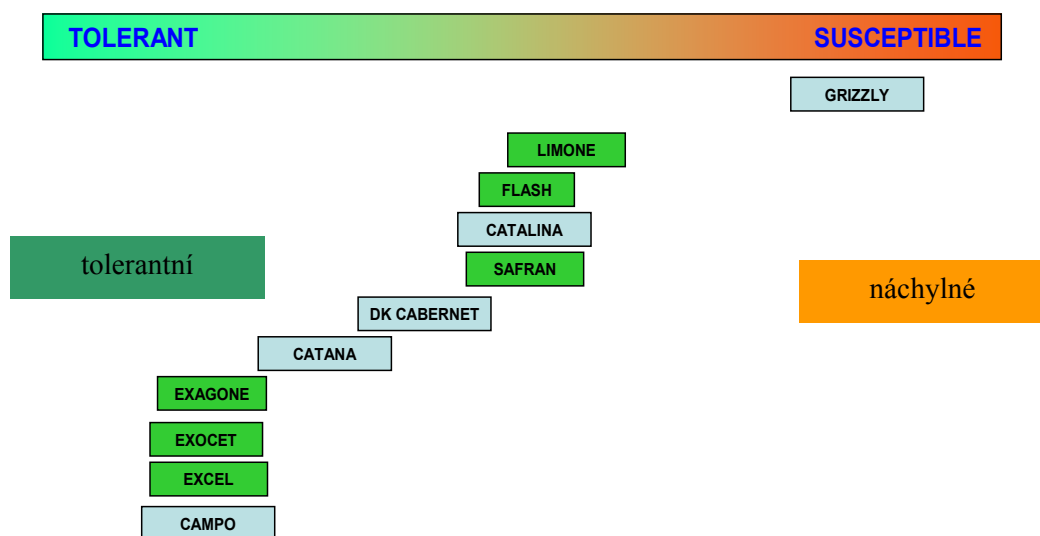 TOLERANT SUSCEPTIBLE
GRIZZLY
LIMONE
FLASH
CATALINA
tolerantní
SAFRAN
náchylné
DK CABERNET
CATANA
EXAGONE
EXOCET
EXCEL
CAMPO